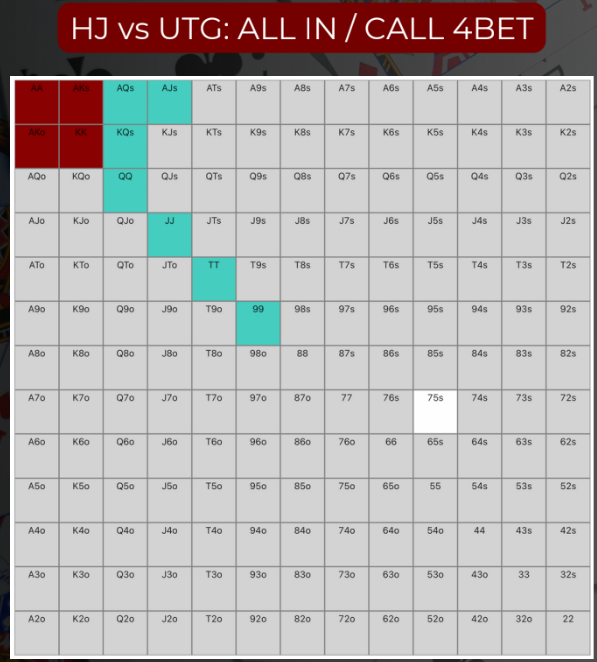 HJ vs UTG: ALL IN / CALL 4BET
AA AKs AQs AJs ATs A9s A8s A7s A6s A5s A4s A3s A2s
AKo KK KQs KJs KTs K9s K8s K7s K6s K5s K4s K3s K2s
AQo KQo QQ QJs QTs Q9s Q8s Q7s Q6s Q5s Q4s Q3s Q2s
AJo KJo QJo JJ JTs J9s J8s J7s J6s J5s J4s J3s J2s
ATo KTo QTo JTo TT T9s T8s T7s T6s T5s T4s T3s T2s
A9o K9o Q9o J9o T9o 99 98s 97s 96s 95s 94s 93s 92s
A8o K8o Q8o J8o T8o 98o 88 87s 86s 85s 84s 83s 82s
A7o K7o Q7o J7o T7o 97o 87o 77 76s 75s 74s 73s 72s
A6o K6o Q6o J6o T6o 96o 86o 76o 66 65s 64s 63s 62s
A5o K5o Q5o J5o T5o 95o 85o 75o 65o 55 54s 53s 52s
A4o K4o Q4o J4o T4o 94o 84o 74o 64o 54o 44 43s 42s
A3o K3o Q3o J3o T3o 93o 83o 73o 63o 53o 43o 33 32s
A2o K2o Q2o J2o T2o 92o 82o 72o 62o 52o 42o 32o 22